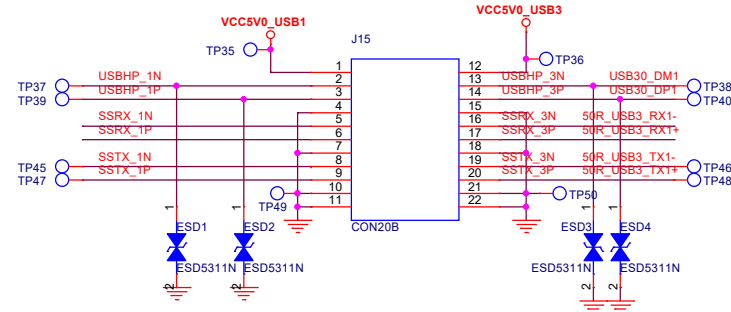 VCC5V0_USB1
VCC5V0_USB3
J15
TP35
TP36
1
12
TP37
USBHP_1N
2
13
USBHP_3N
USB30_DM1
TP38
TP39
USBHP_1P
3
14
USBHP_3P
USB30_DP1
TP40
4
15
SSRX_1N
5
16
SSRX_3N
50R_USB3_RX1-
SSRX_1P
6
17
SSRX_3P
50R_USB3_RX1+
7
18
TP45
SSTX_1N
8
19
SSTX_3N
50R_USB3_TX1-
TP46
TP47
SSTX_1P
9
20
SSTX_3P
50R_USB3_TX1+
TP48
10
21
TP50
TP49
11
22
CON20B
1
ESD1
1
ESD2
ESD3
1
1
ESD4
ESD5311N
ESD5311N
ESD5311N
ESD5311N
2
2
2
2